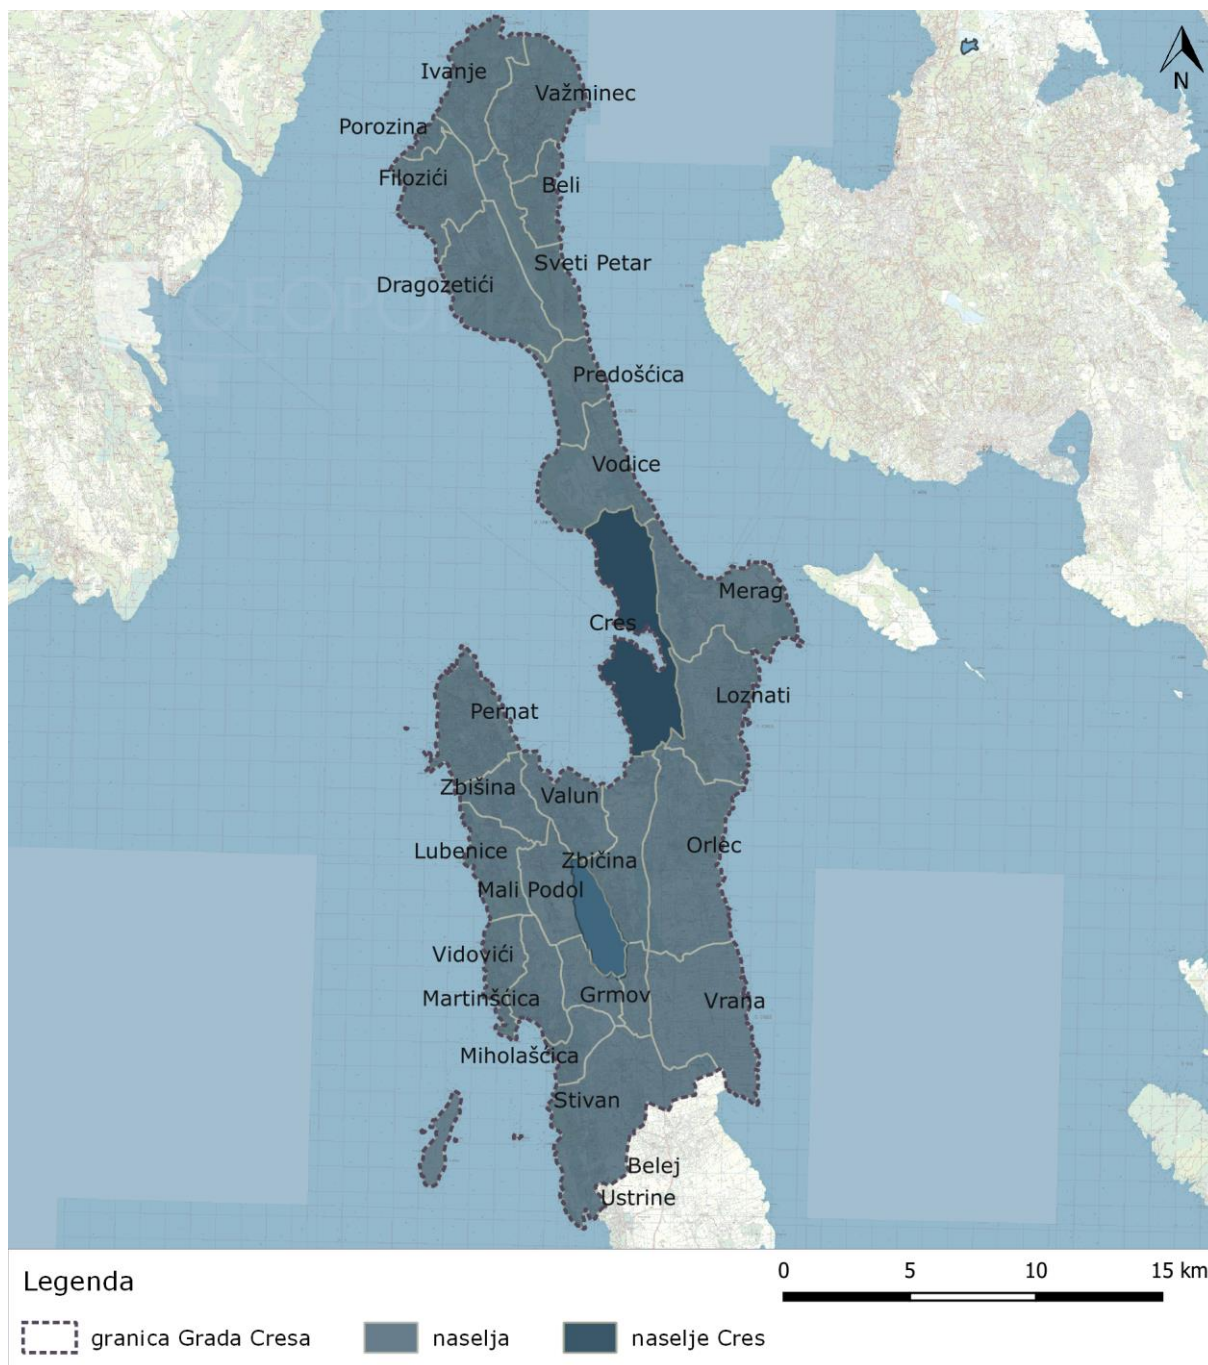 N
Ivanje
Važminec
Porozina
Filozići
Beli
Sveti Petar
Dragozetići
GEOPO
Predošćica
Vodice
Merag
Cres
Loznati
Pernat
Zbišina
Valun
Orlec
Lubenice
Zbičina
Mali Podol
Vidovići
Martinšćica
Grmov
Vrana
Miholašćica
Stivan
Belej
Ustrine
Legenda
0 5 10 15 km
granica Grada Cresa naselja naselje Cres